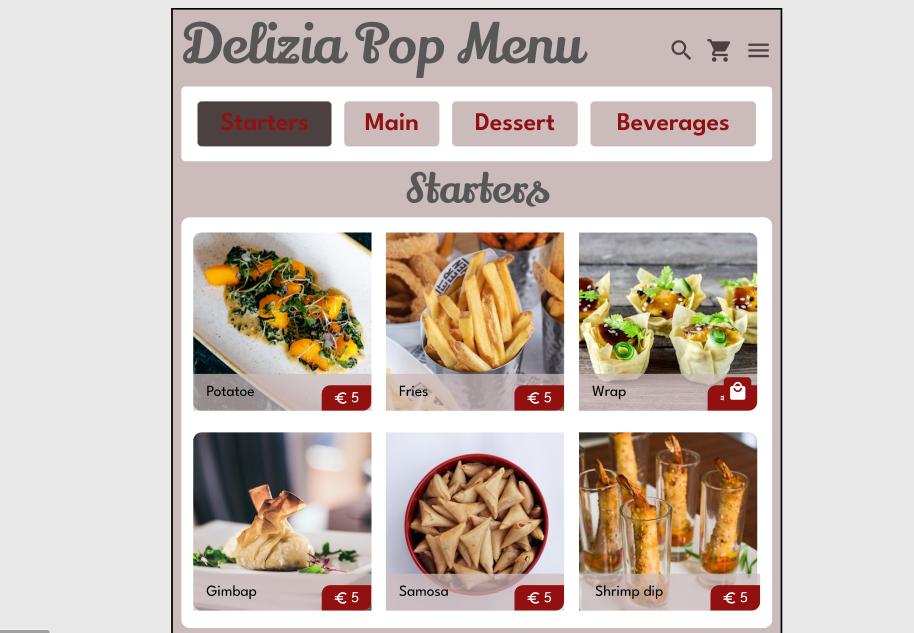 Delizia Pop Menu
Starters Main Dessert Beverages
Starters
Potatoe € 5
Fries € 5
Wrap
Gimbap € 5
Samosa € 5
Shrimp dip € 5